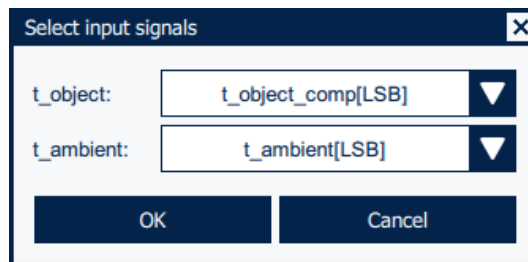 Select input signals
t_object: t_object_comp[LSB]
t_ambient: t_ambient[LSB]
OK Cancel